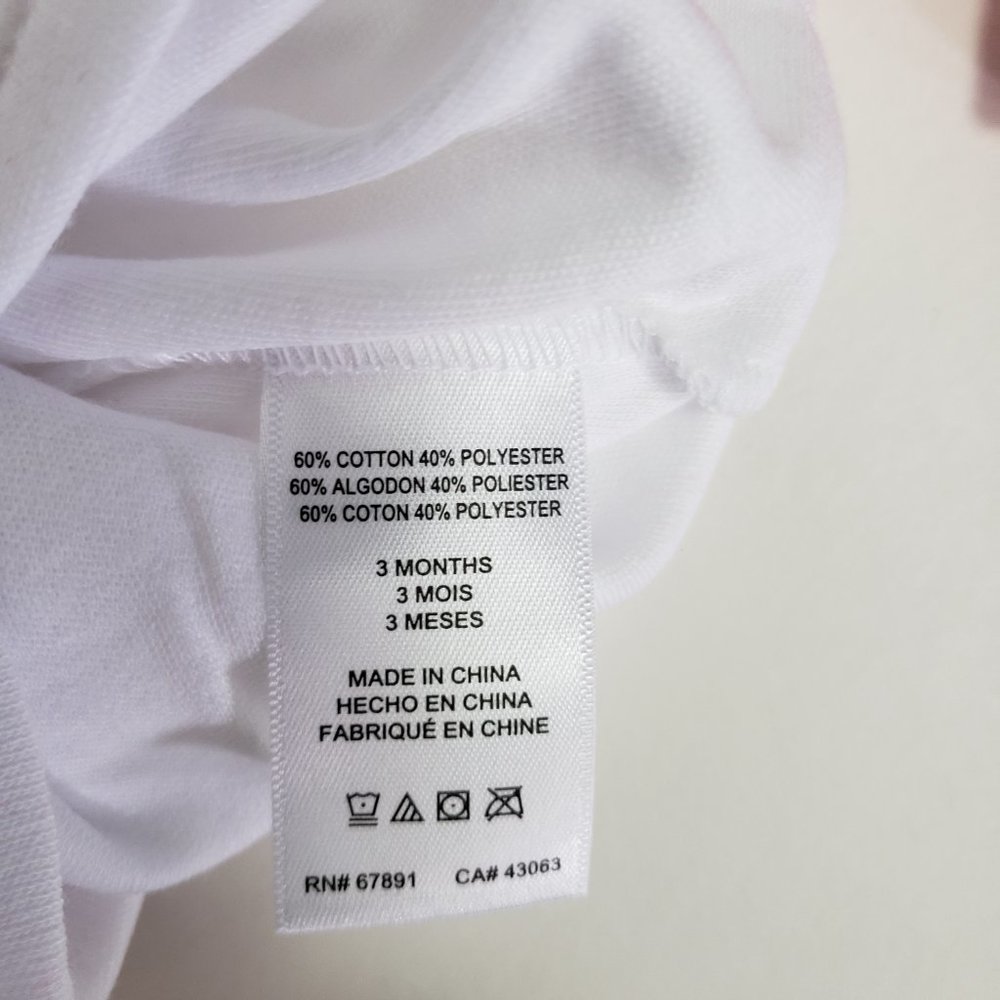 60% COTTON 40% POLYESTER
60% ALGODON 40% POLIESTER
60% COTON 40% POLYESTER
3 MONTHS
3 MOIS
3 MESES
MADE IN CHINA
HECHO EN CHINA
FABRIQUÉ EN CHINE
RN# 67891 CA# 43063